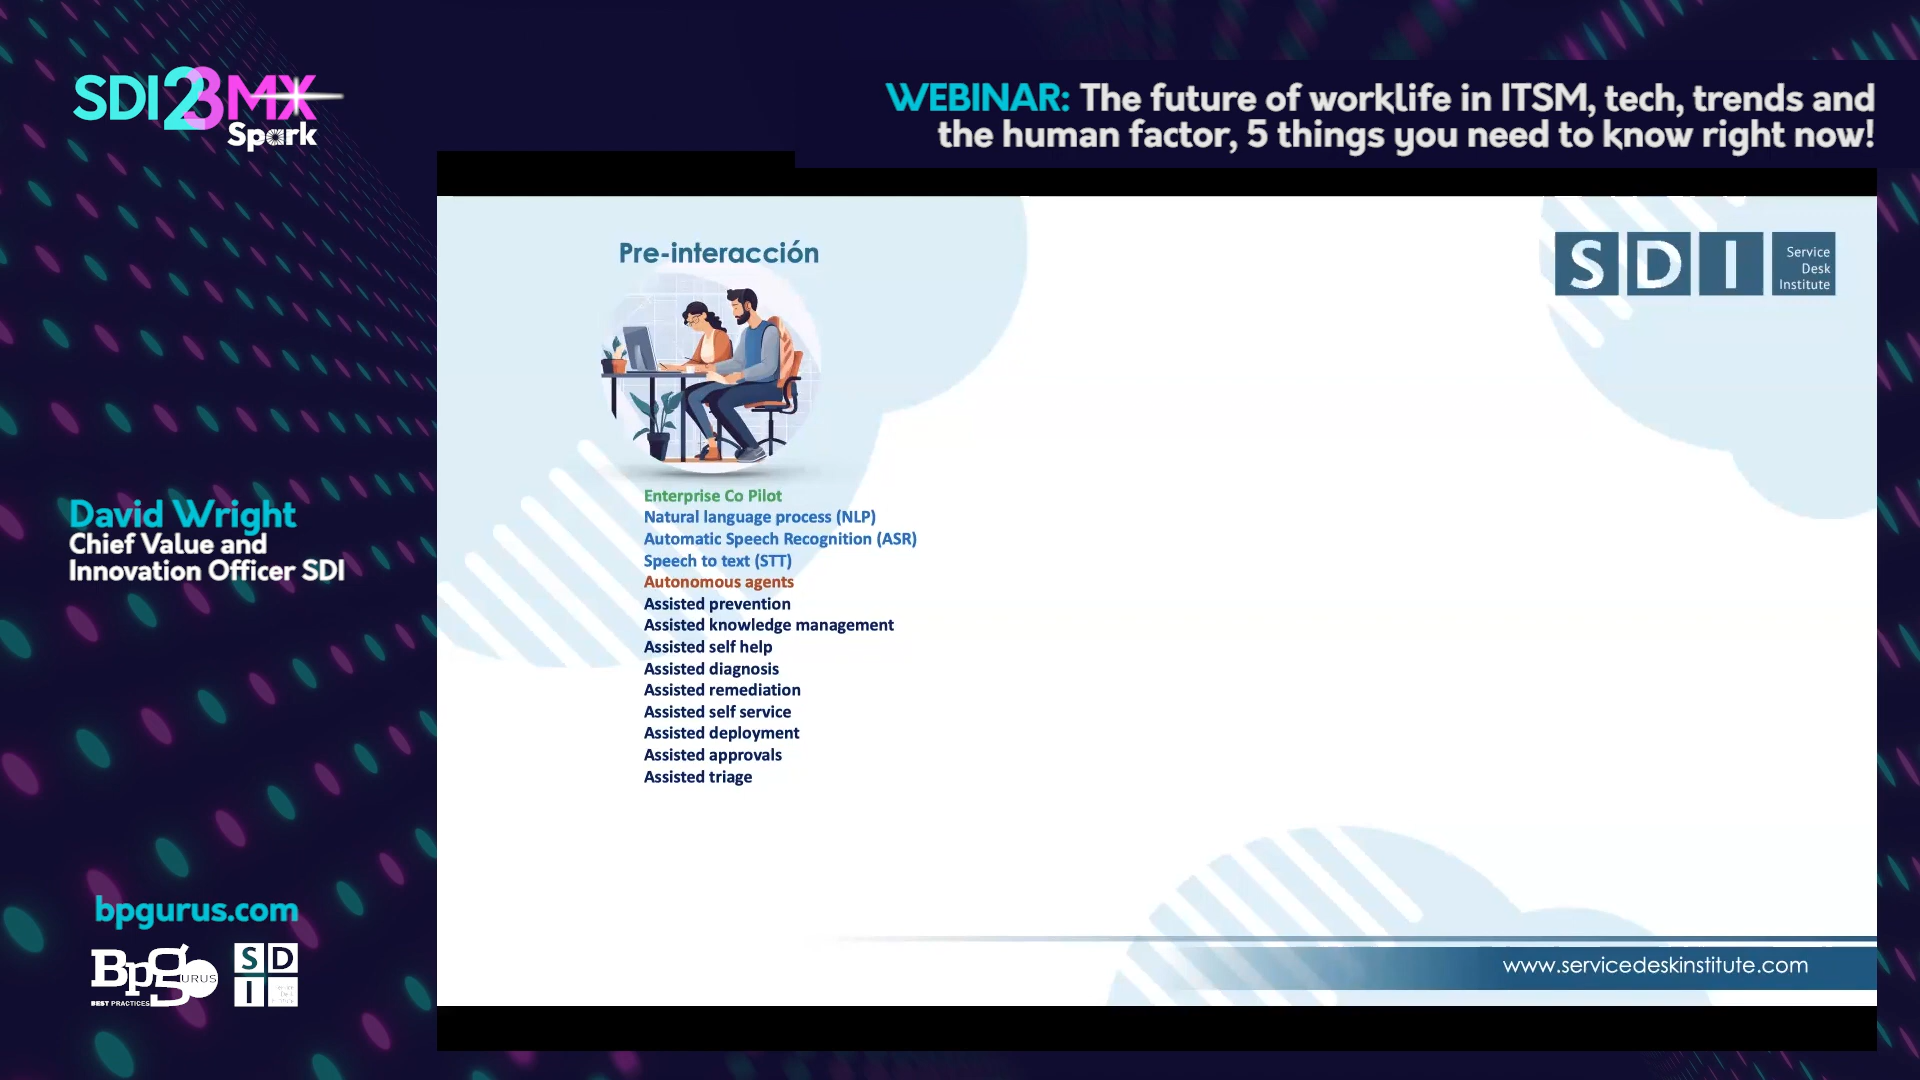 SDI23MX
Spark
WEBINAR: The future of worklife in ITSM, tech, trends and
the human factor, 5 things you need to know right now!
Pre-interacción
SDI
Service
Desk
Institute
Enterprise Co Pilot
Natural language process (NLP)
Automatic Speech Recognition (ASR)
Speech to text (STT)
Autonomous agents
Assisted prevention
Assisted knowledge management
Assisted self help
Assisted diagnosis
Assisted remediation
Assisted self service
Assisted deployment
Assisted approvals
Assisted triage
David Wright
Chief Value and
Innovation Officer SDI
bpgurus.com
BpgURUS
BEST PRACTICES
SD
I
www.servicedeskinstitute.com